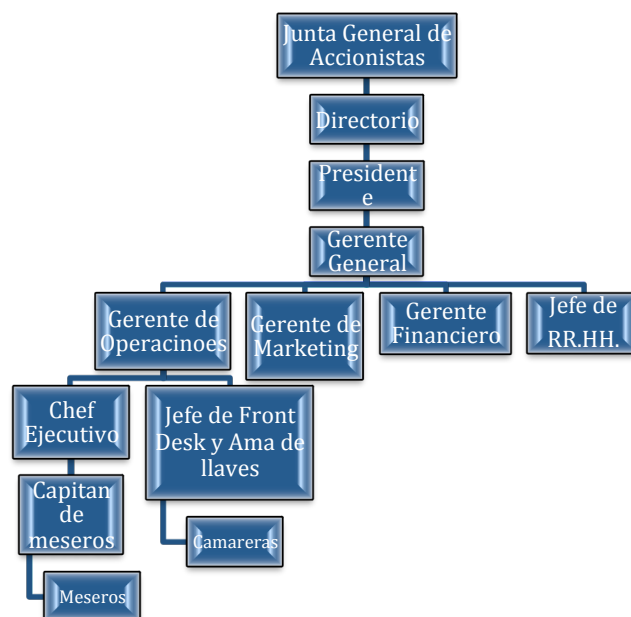 Junta General de
Accionistas
Directorio
President
e
Gerente
General
Gerente de
Operacinoes
Gerente de
Marketing
Gerente
Financiero
Jefe de
RR.HH.
Chef
Ejecutivo
Jefe de Front
Desk y Ama de
llaves
Capitan
de
meseros
Camareras
Meseros